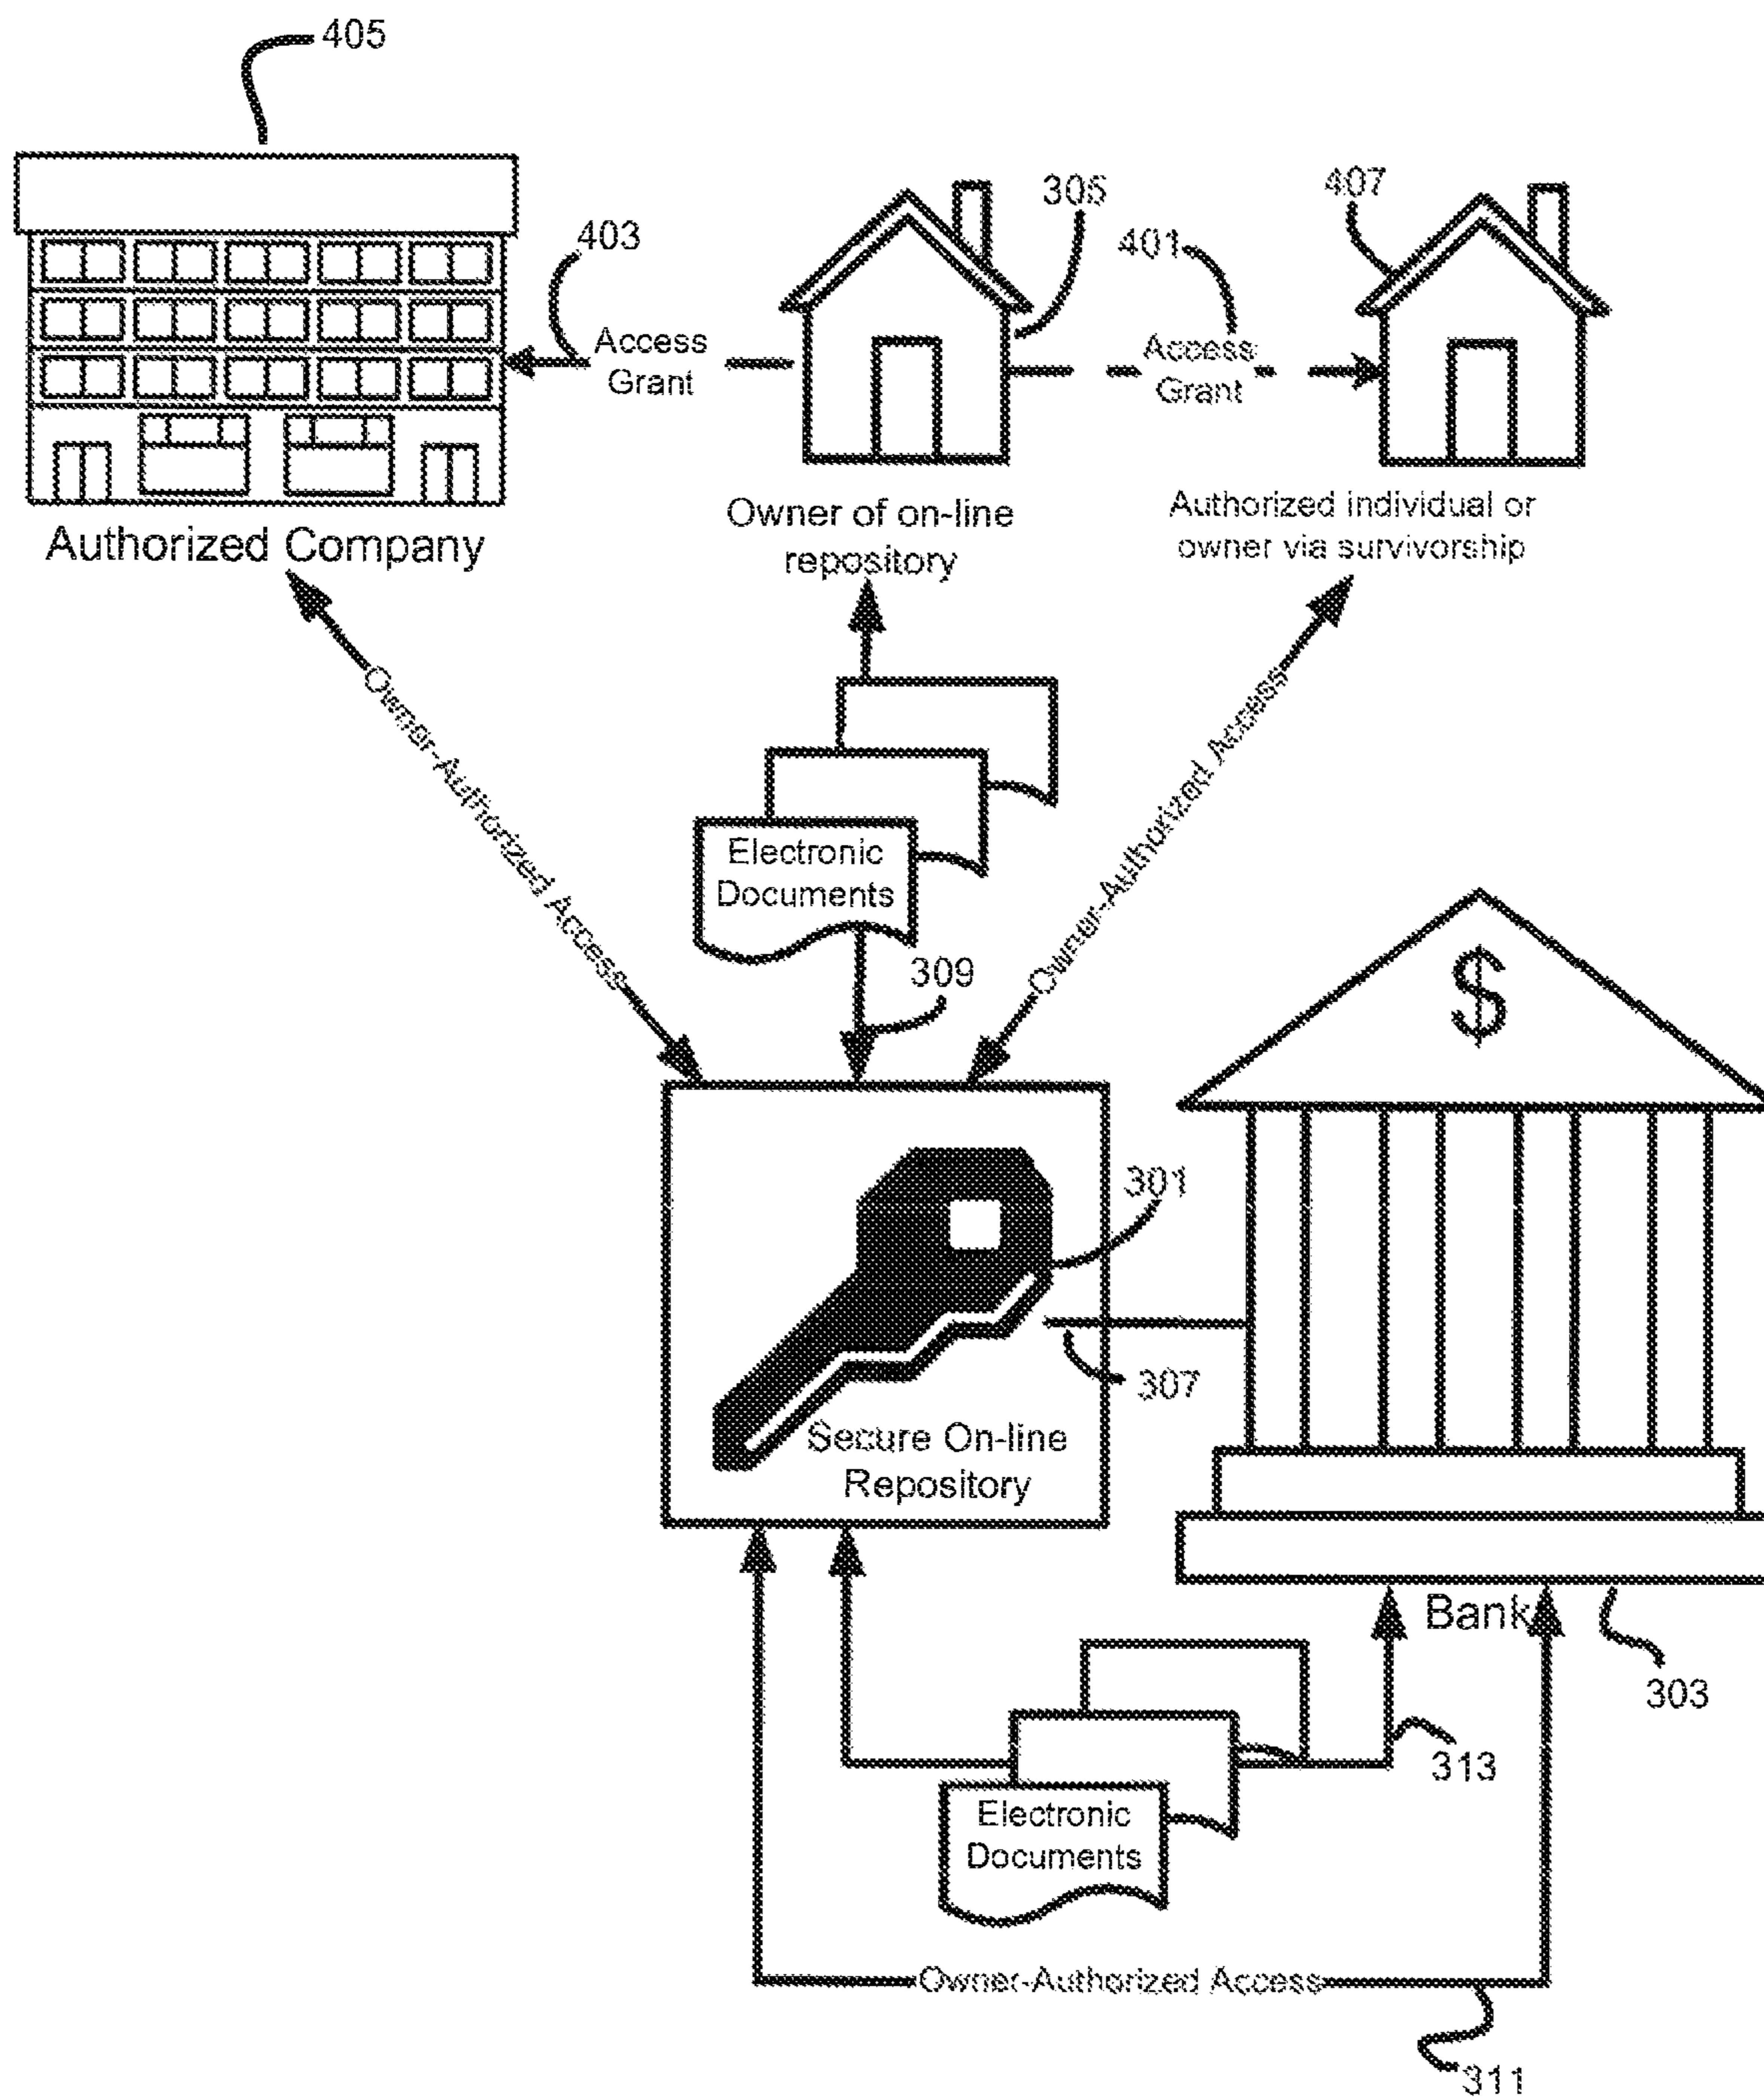 405
403
305
401
407
Access
Grant
Access
Grant
Authorized Company
Owner of on-line
repository
Authorized individual or
owner via survivorship
Owner-Authorized Access
Electronic
Documents
309
Owner-Authorized Access
$
301
307
Secure On-line
Repository
Bank
303
313
Electronic
Documents
Owner-Authorized Access
311